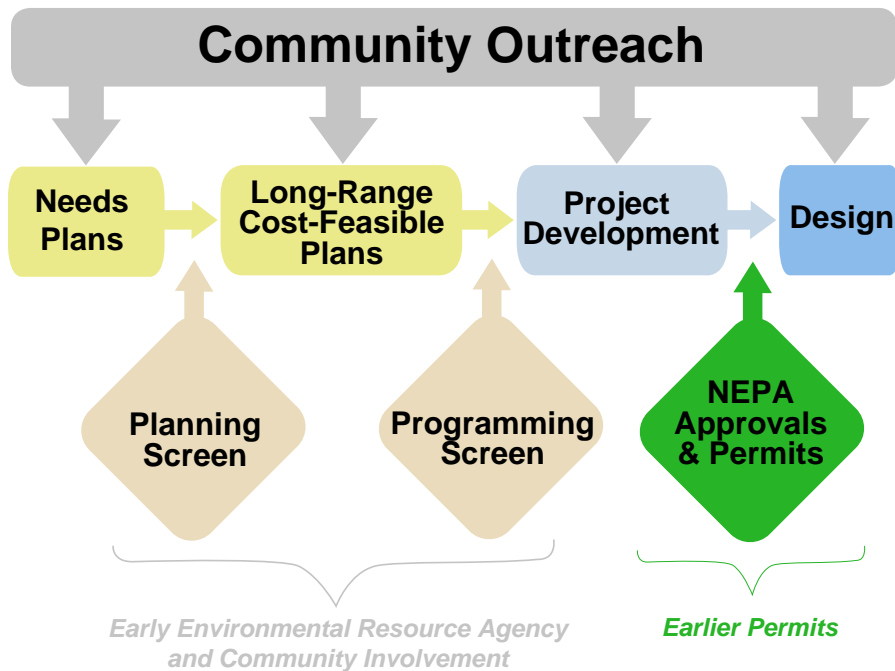 Community Outreach
Needs
Plans
Long-Range
Cost-Feasible
Plans
Project
Development
Design
Planning
Screen
Programming
Screen
NEPA
Approvals
& Permits
Early Environmental Resource Agency
and Community Involvement
Earlier Permits